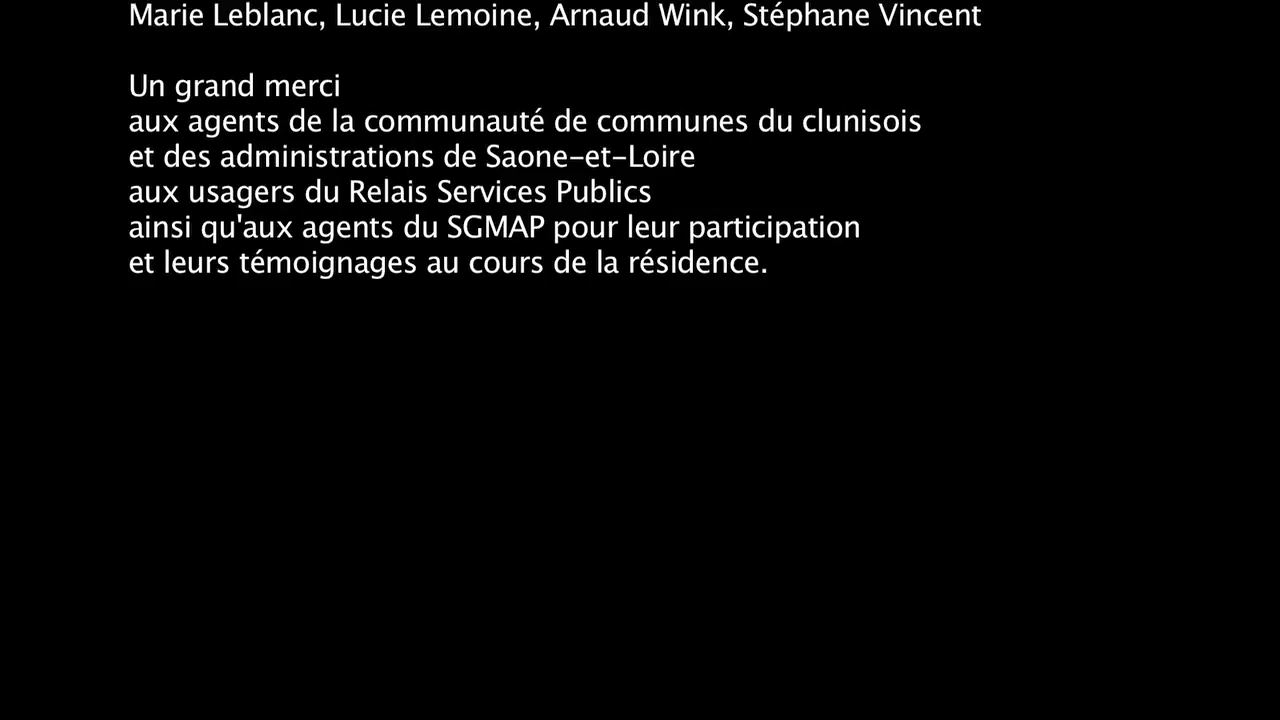 Marie Leblanc, Lucie Lemoine, Arnaud Wink, Stéphane Vincent
Un grand merci
aux agents de la communauté de communes du clunisois
et des administrations de Saone-et-Loire
aux usagers du Relais Services Publics
ainsi qu'aux agents du SGMAP pour leur participation
et leurs témoignages au cours de la résidence.